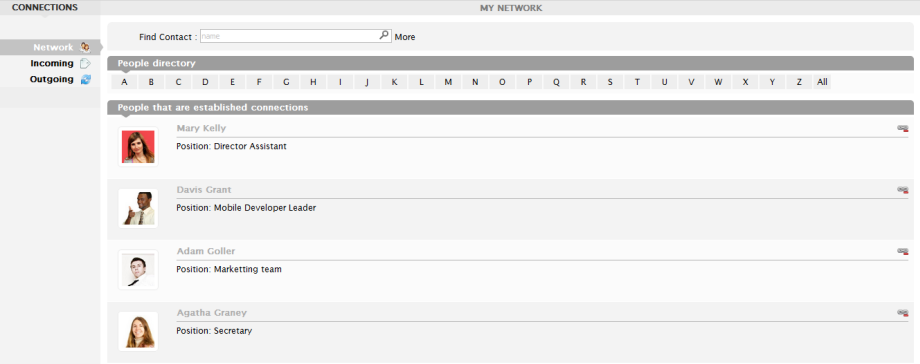 CONNECTIONS
MY NETWORK
Find Contact : name More
Network
Incoming
Outgoing
People directory
A B C D E F G H I J K L M N O P Q R S T U V W X Y Z All
People that are established connections
Mary Kelly
Position: Director Assistant
Davis Grant
Position: Mobile Developer Leader
Adam Goller
Position: Marketting team
Agatha Graney
Position: Secretary